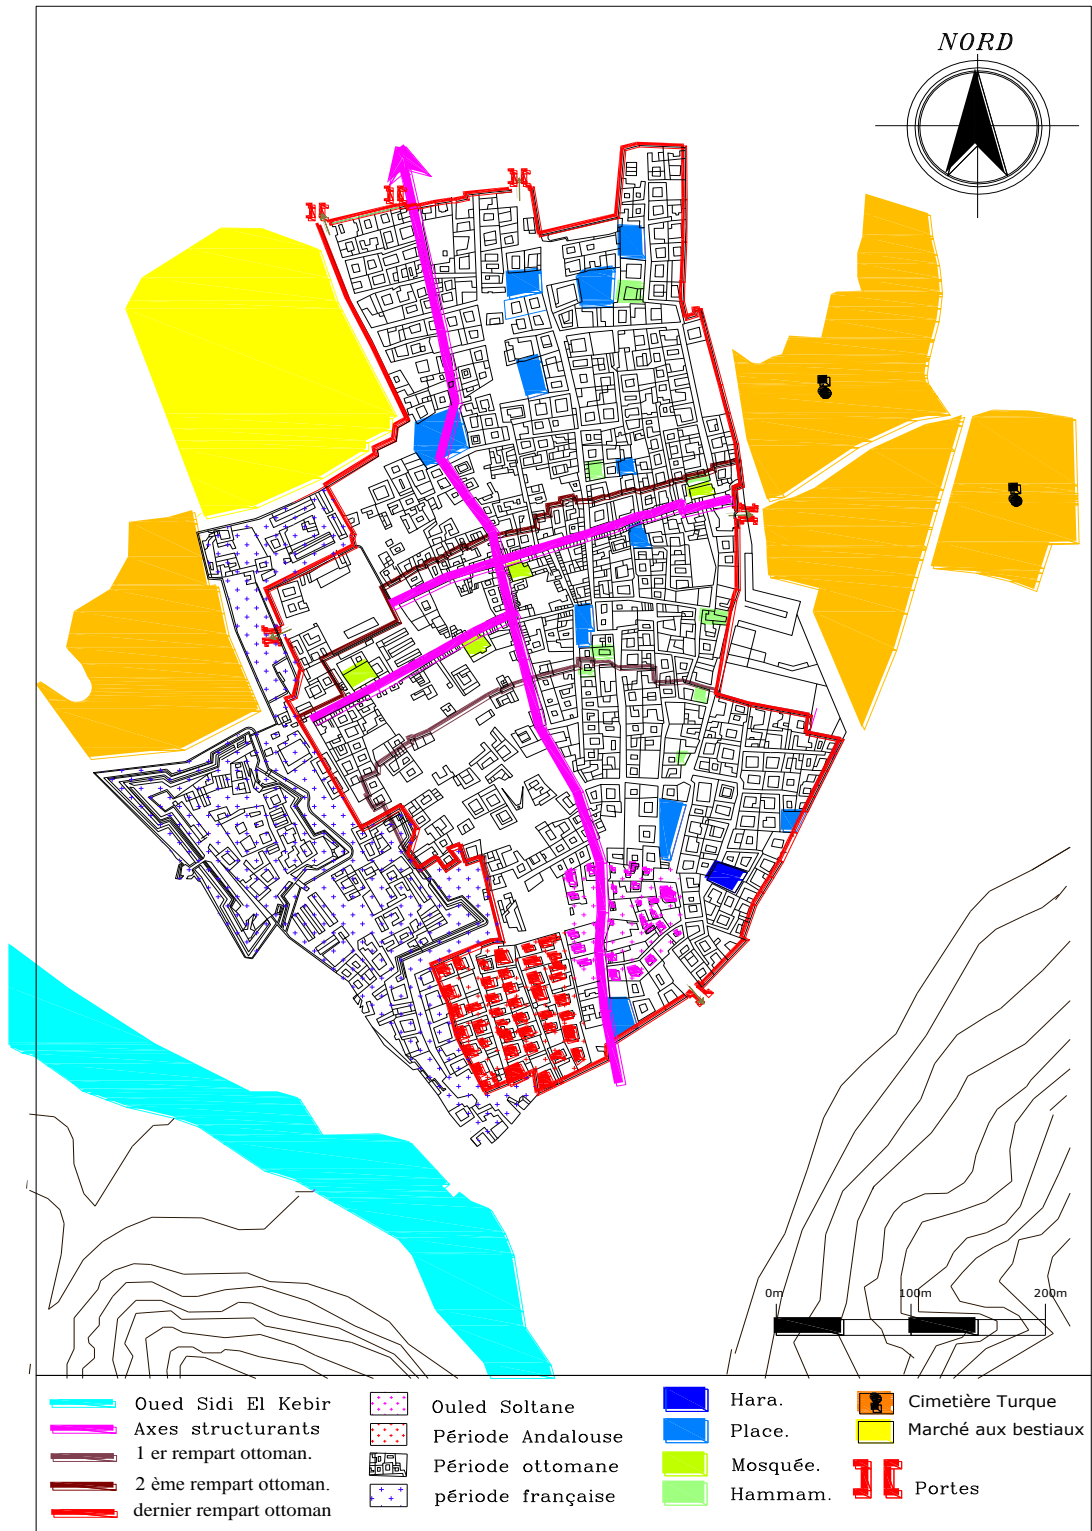 NORD
0m 100m 200m
Oued Sidi El Kebir
Axes structurants
1 er rempart ottoman.
2 ème rempart ottoman.
dernier rempart ottoman
Ouled Soltane
Période Andalouse
Période ottomane
période française
Hara.
Place.
Mosquée.
Hammam.
Cimetière Turque
Marché aux bestiaux
Portes